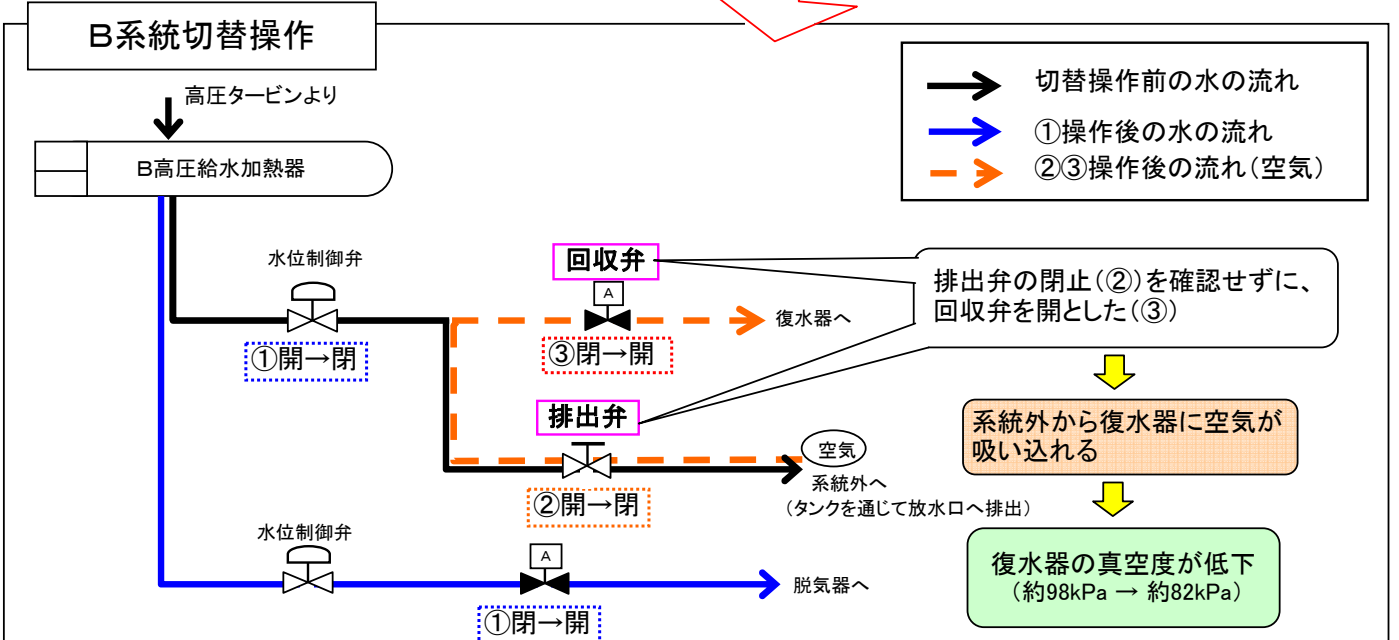 B系統切替操作
高圧タービンより
B高圧給水加熱器
切替操作前の水の流れ
①操作後の水の流れ
②③操作後の流れ(空気)
水位制御弁
①開→閉
回収弁
A
③閉→開
復水器へ
排出弁
②開→閉
空気
系統外へ
(タンクを通じて放水口へ排出)
水位制御弁
A
①閉→開
脱気器へ
排出弁の閉止(②)を確認せずに、
回収弁を開とした(③)
系統外から復水器に空気が
吸い込れる
復水器の真空度が低下
(約98kPa → 約82kPa)